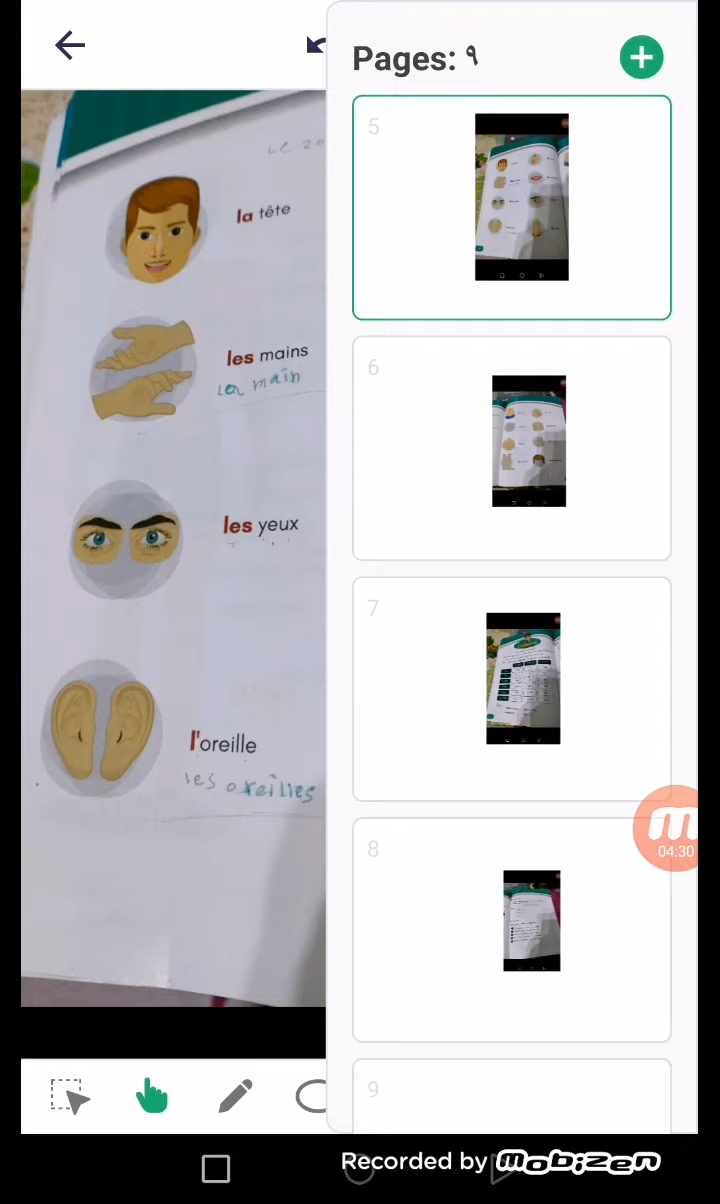 Pages: ٩
5
la tête
les mains
main
les yeux
l'oreille
les oreilles
6
7
8
04:30
9
Recorded by Mobizen